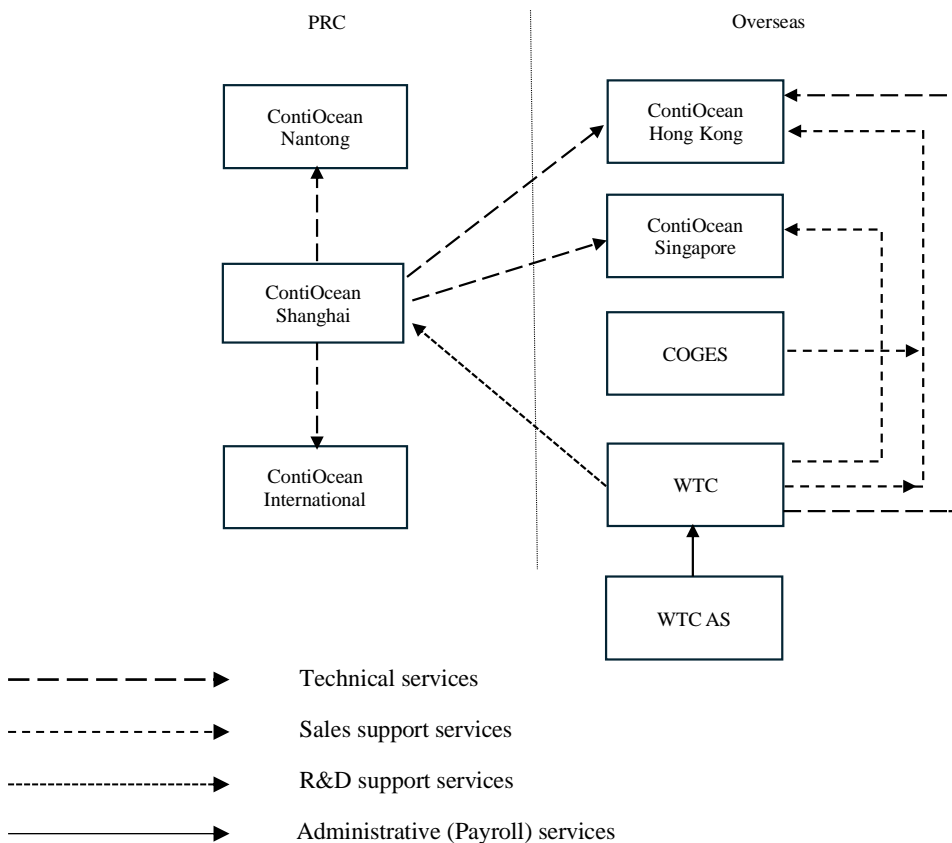 PRC
Overseas
ContiOcean
Nantong
ContiOcean
Hong Kong
ContiOcean
Singapore
ContiOcean
Shanghai
COGES
ContiOcean
International
WTC
WTC AS
Technical services
Sales support services
R&D support services
Administrative (Payroll) services